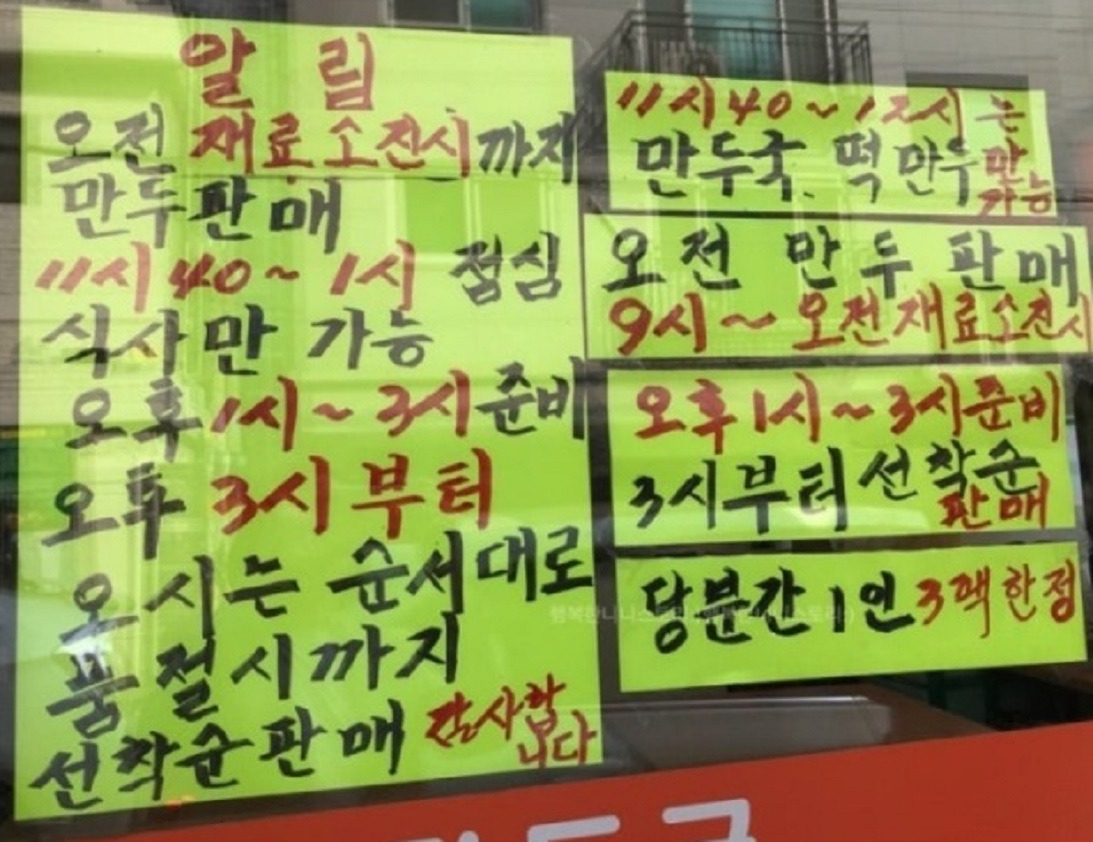 알림
오전 재료소진시까지
만두판매
11시40~1시 점심
식사만 가능
오후 1시~3시 준비
오후 3시부터
오시는 순서대로
품절시까지
선착순판매 감사합
니다
11시40~12시는
만두국. 떡만두만
가능
오전 만두 판매
9시~오전재료소진시
오후1시~3시준비
3시부터 선착순
판매
당분간 1인 3팩 한정